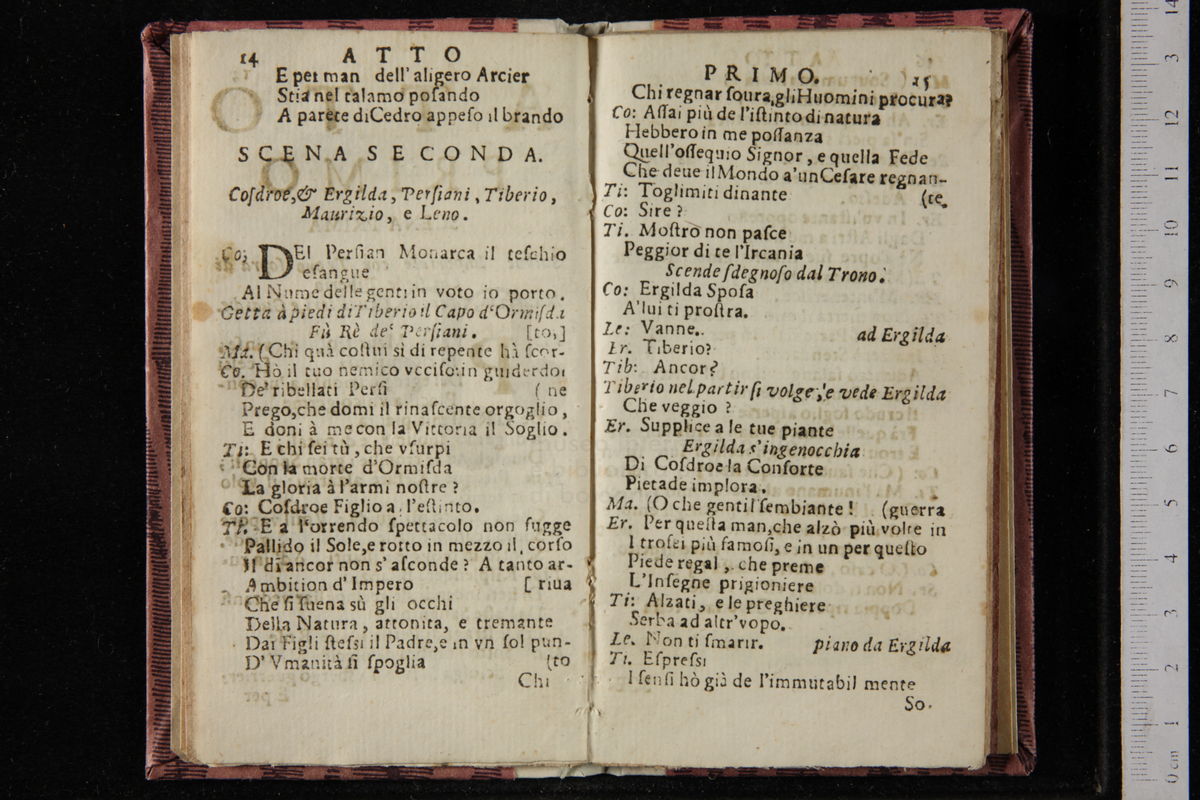 14 ATTO
E per man dell' aligero Arcier
Stia nel talamo posando
A parete diCedro appeso il brando
SCENA SECONDA.
Coſdroe,& Ergilda, Perſiani, Tiberio,
Maurizio, e Leno.
Co: DEl Perſian Monarca il teſchio
eſangue
Al Nume delle genti in voto io porto.
Getta à piedi diTiberio il Capo d'Ormiſda
Fù Rè de' Perſiani. [to,]
Ma. (Chi quà coſtui sì di repente hà ſcor-
Co. Hò il tuo nemico vcciſo:in guiderdo
De' ribellati Perſi (ne
Prego,che domi il rinaſcente orgoglio,
E doni à me con la Vittoria il Soglio.
Ti: E chi ſei tù, che vſurpi
Con la morte d'Ormiſda
La gloria à l'armi noſtre?
Co: Coſdroe Figlio a l'eſtinto.
Ti. E a l'orrendo ſpettacolo non fugge
Pallido il Sole,e rotto in mezzo il corſo
Il dì ancor non s'aſconde? A tanto ar-
Ambition d'Impero [riua
Che ſi ſuena sù gli occhi
Della Natura, attonita, e tremante
Dai Figli ſteſsi il Padre,e in vn ſol pun-
D'Vmanità ſi ſpoglia (to
Chi
PRIMO. 15
Chi regnar ſoura gliHuomini procura?
Co: Aſſai più de l'iſtinto di natura
Hebbero in me poſſanza
Quell'oſſequio Signor, e quella Fede
Che deue il Mondo a'un Ceſare regnan-
Ti: Toglimiti dinante (te.
Co: Sire?
Ti. Moſtro non paſce
Peggior di te l'Ircania
Scende ſdegnoſo dal Trono.
Co: Ergilda Spoſa
A'lui ti proſtra.
Le: Vanne. ad Ergilda
Er. Tiberio?
Tib: Ancor?
Tiberio nel partir ſi volge, e vede Ergilda
Che veggio?
Er. Supplice a le tue piante
Ergilda s'ingenocchia
Di Coſdroe la Conſorte
Pietade implora.
Ma. (O che gentil ſembiante! (guerra
Er. Per queſta man,che alzò più volte in
I trofei più famoſi, e in un per queſto
Piede regal, che preme
L'Inſegne prigioniere
Ti: Alzati, e le preghiere
Serba ad altr'vopo.
Le. Non ti ſmarir. piano da Ergilda
Ti. Eſpreſsi
I ſenſi hò già de l'immutabil mente
So.